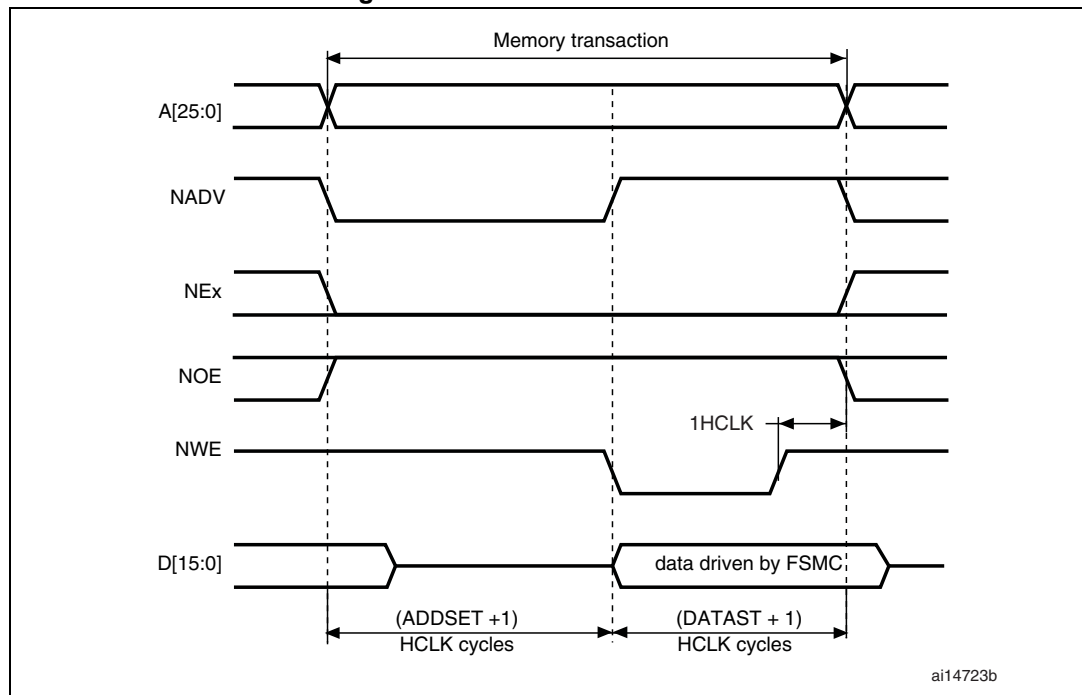 Memory transaction
A[25:0]
NADV
NEx
NOE
1HCLK
NWE
D[15:0]
data driven by FSMC
(ADDSET +1)
HCLK cycles
(DATAST + 1)
HCLK cycles
ai14723b